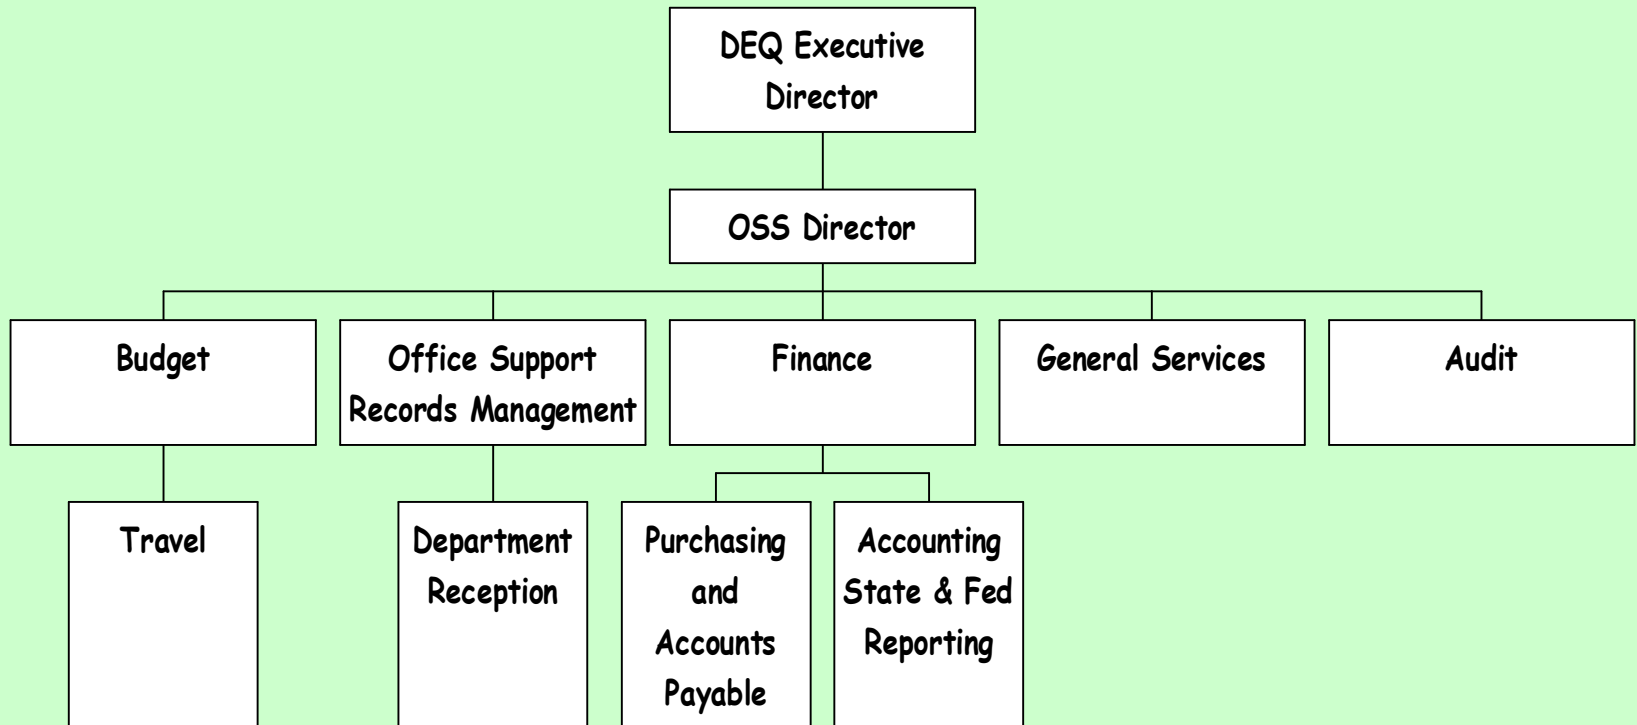 DEQ Executive
Director
OSS Director
Budget
Office Support
Records Management
Finance
General Services
Audit
Travel
Department
Reception
Purchasing
and
Accounts
Payable
Accounting
State & Fed
Reporting